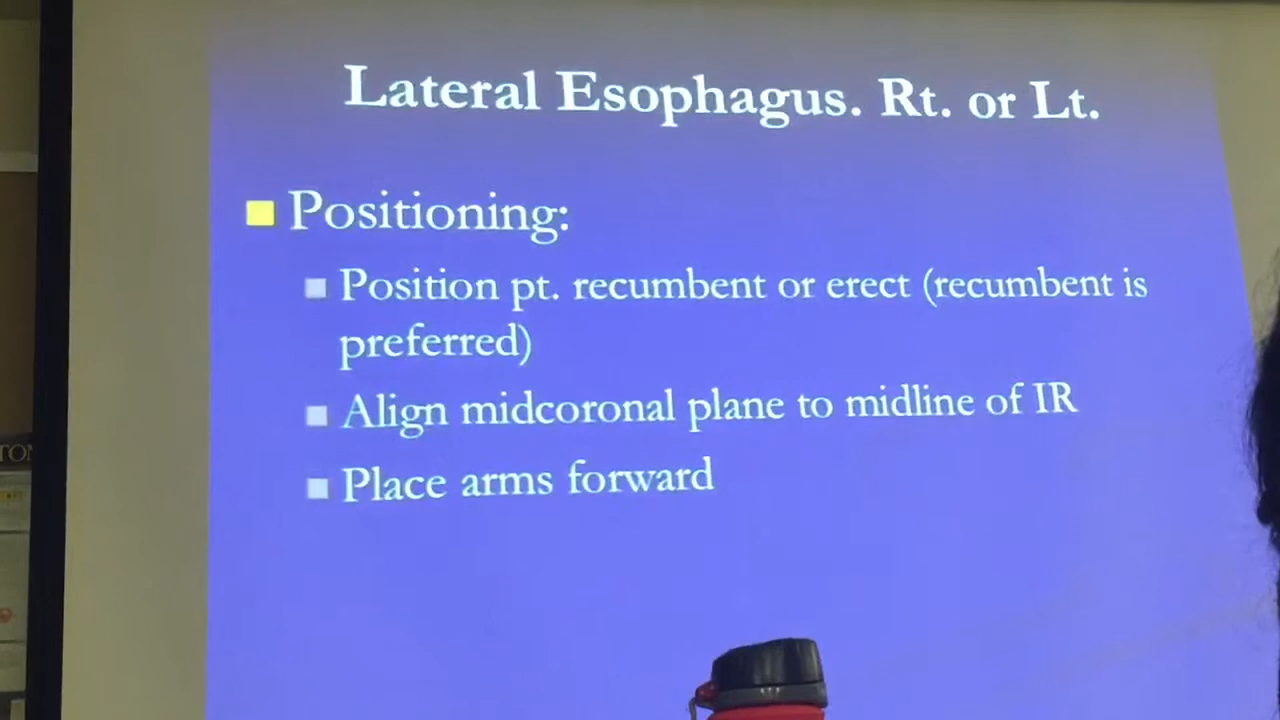 Lateral Esophagus. Rt. or Lt.
Positioning:
Position pt. recumbent or erect (recumbent is
preferred)
Align midcoronal plane to midline of IR
Place arms forward